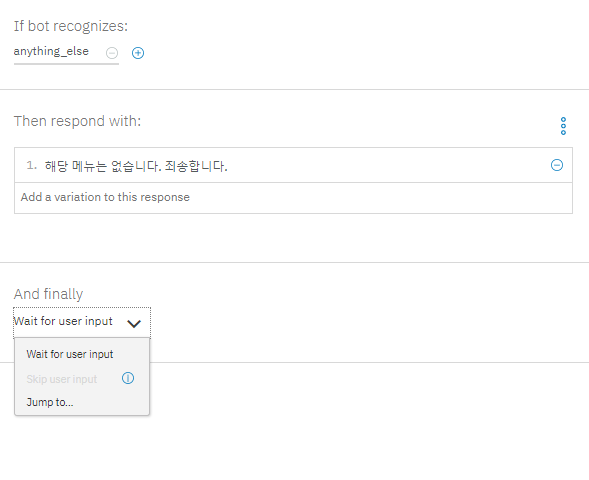 If bot recognizes:
anything_else
Then respond with:
1. 해당 메뉴는 없습니다. 죄송합니다.
Add a variation to this response
And finally
Wait for user input
Wait for user input
Skip user input
Jump to...